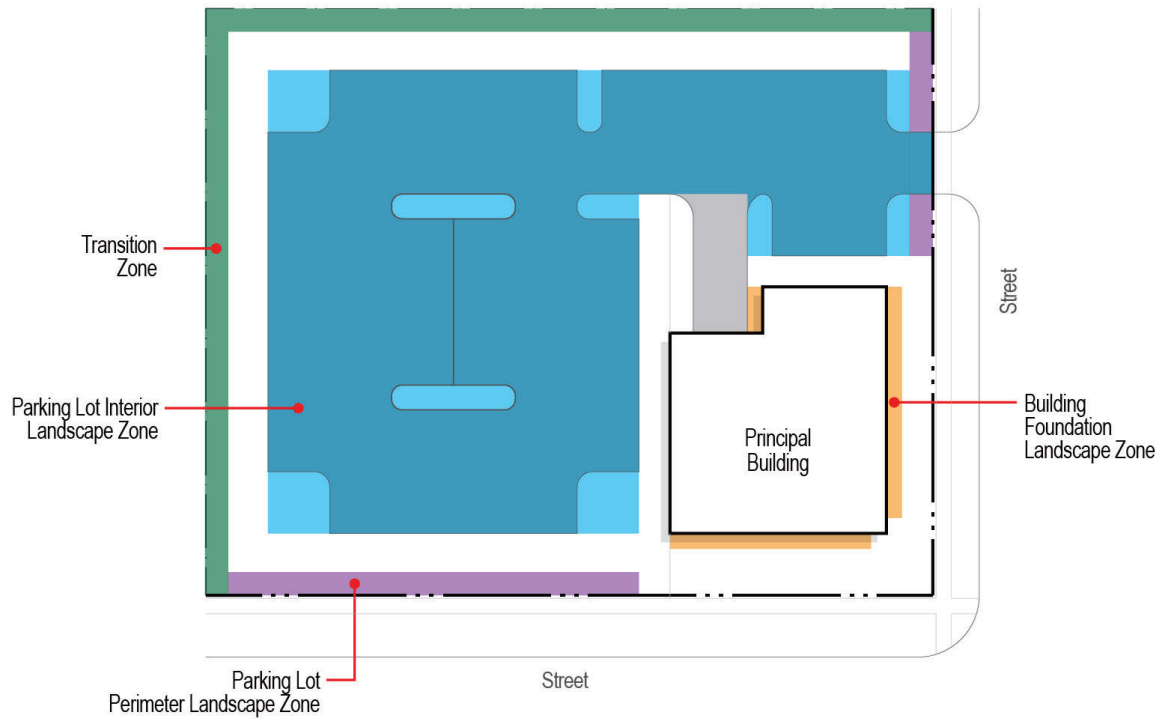 Transition
Zone
Street
Parking Lot Interior
Landscape Zone
Principal
Building
Building
Foundation
Landscape Zone
Parking Lot
Perimeter Landscape Zone
Street